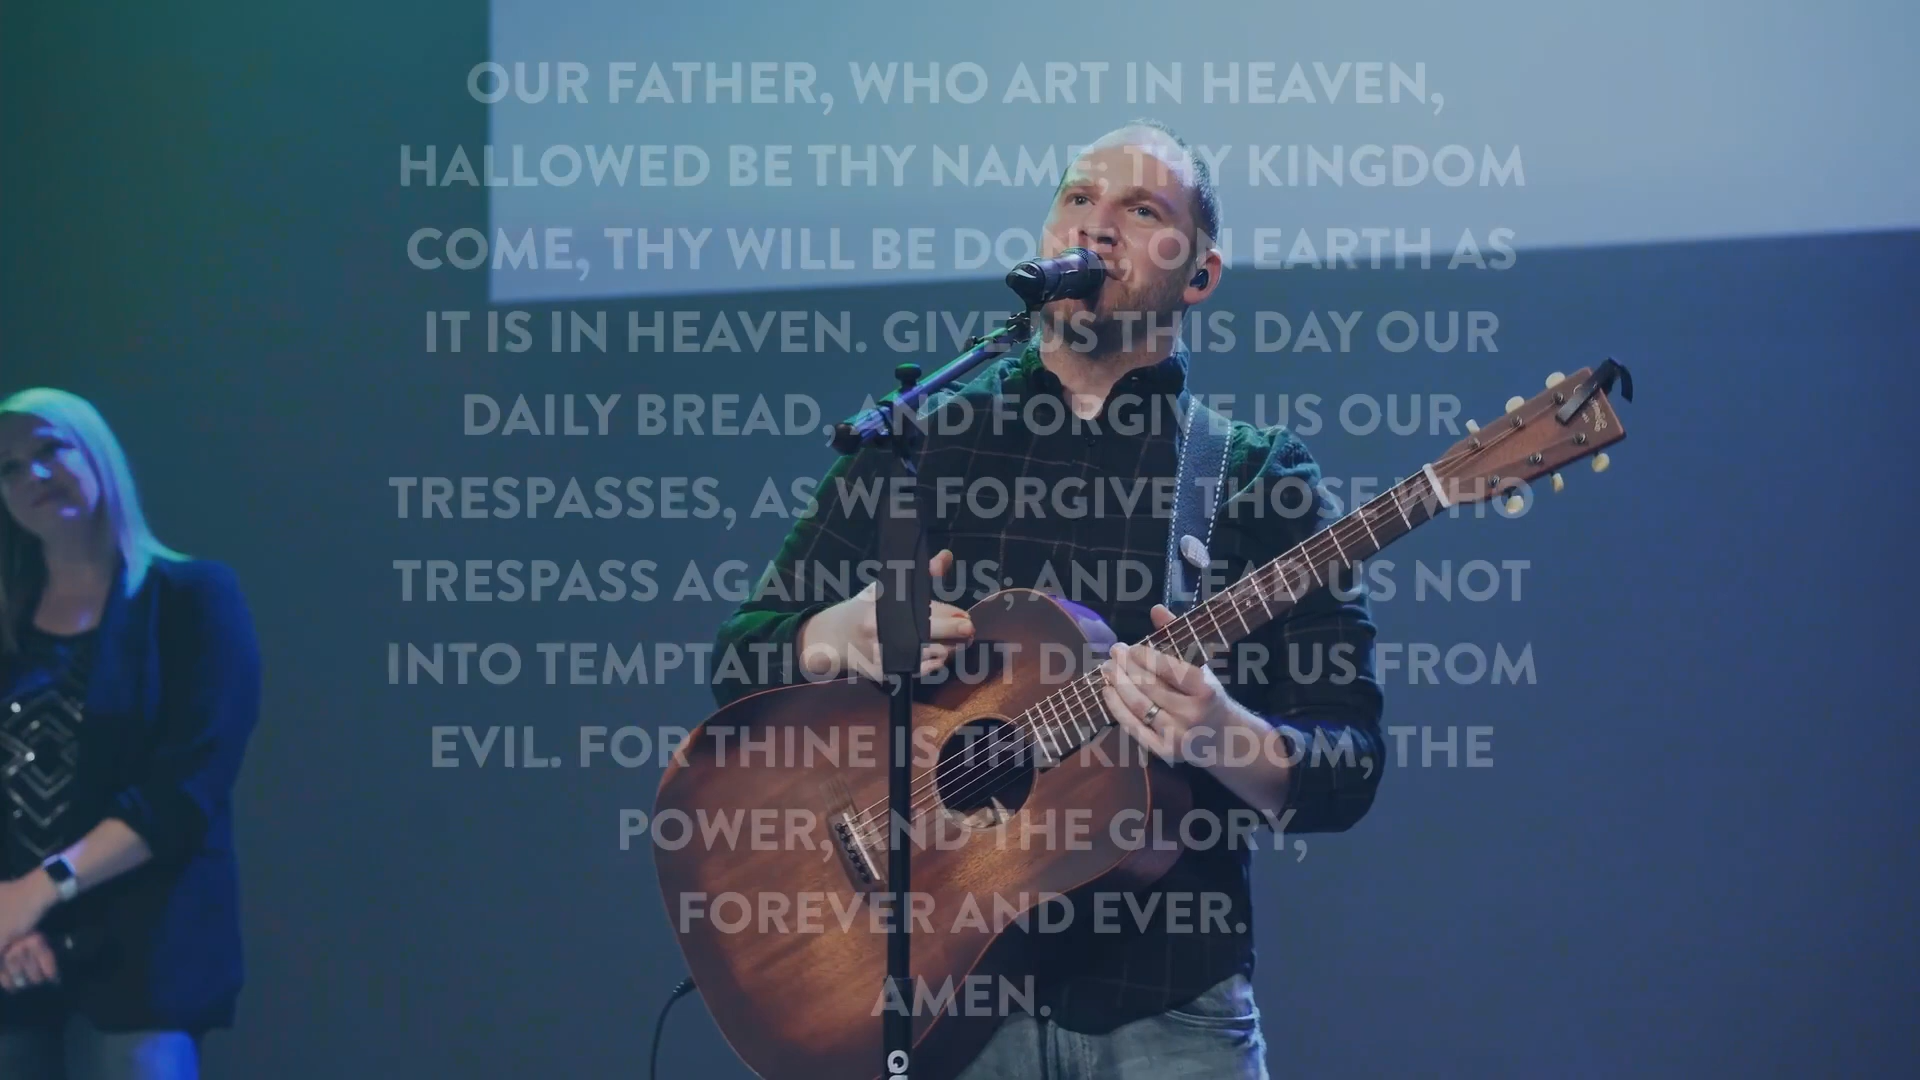 OUR FATHER, WHO ART IN HEAVEN,
HALLOWED BE THY NAME; THY KINGDOM
COME, THY WILL BE DONE, ON EARTH AS
IT IS IN HEAVEN. GIVE US THIS DAY OUR
DAILY BREAD. AND FORGIVE US OUR
TRESPASSES, AS WE FORGIVE THOSE WHO
TRESPASS AGAINST US; AND LEAD US NOT
INTO TEMPTATION, BUT DELIVER US FROM
EVIL. FOR THINE IS THE KINGDOM, THE
POWER, AND THE GLORY,
FOREVER AND EVER.
AMEN.